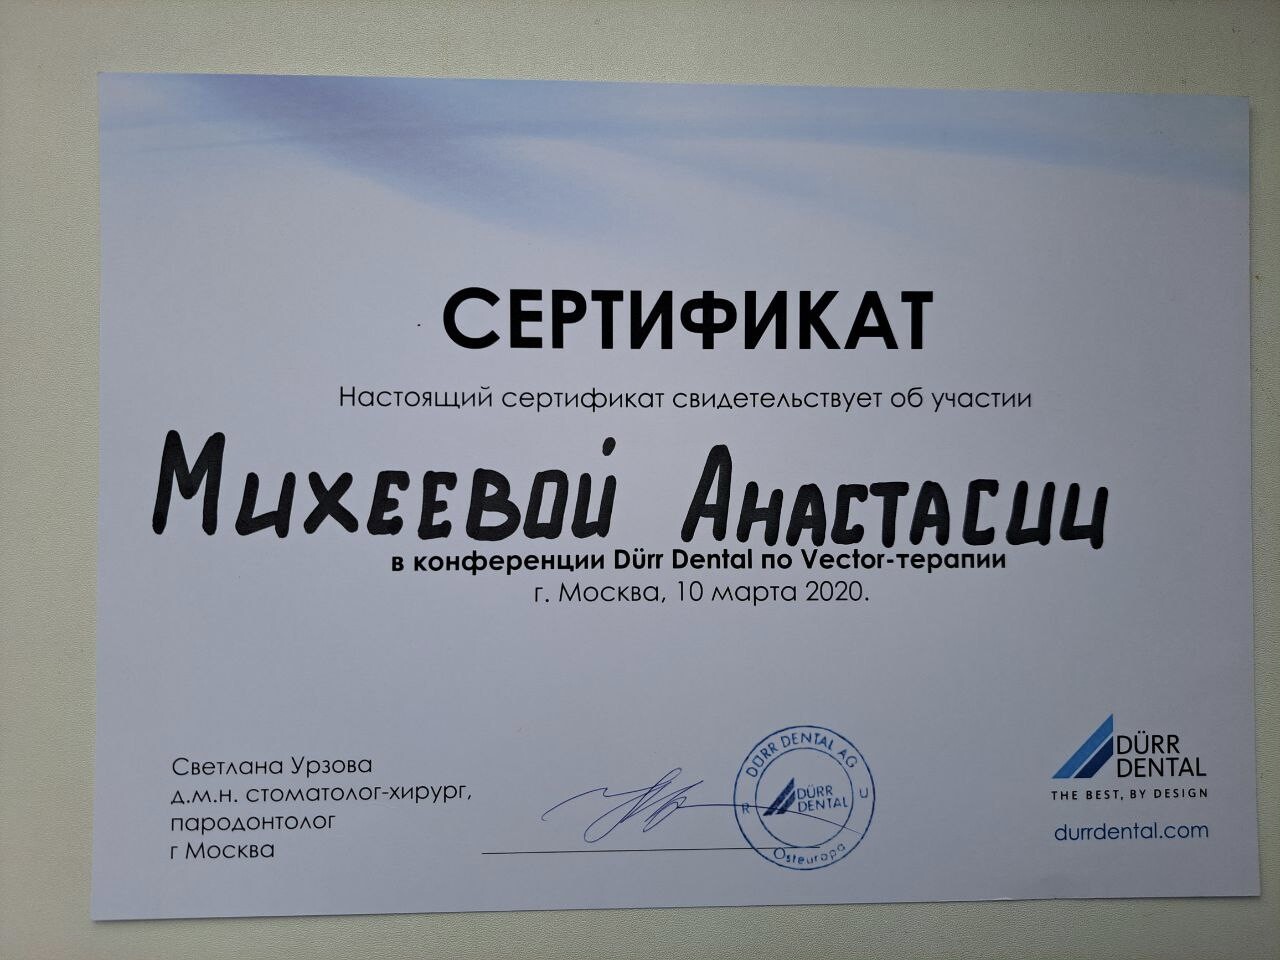 СЕРТИФИКАТ
Настоящий сертификат свидетельствует об участии
Михеевой Анастасии
в конференции Dürr Dental по Vector-терапии
г. Москва, 10 марта 2020.
Светлана Урзова
д.м.н. стоматолог-хирург,
пародонтолог
г Москва
DÜRR DENTAL AG
R U
DÜRR
DENTAL
Osteuropa
DÜRR
DENTAL
THE BEST, BY DESIGN
durrdental.com